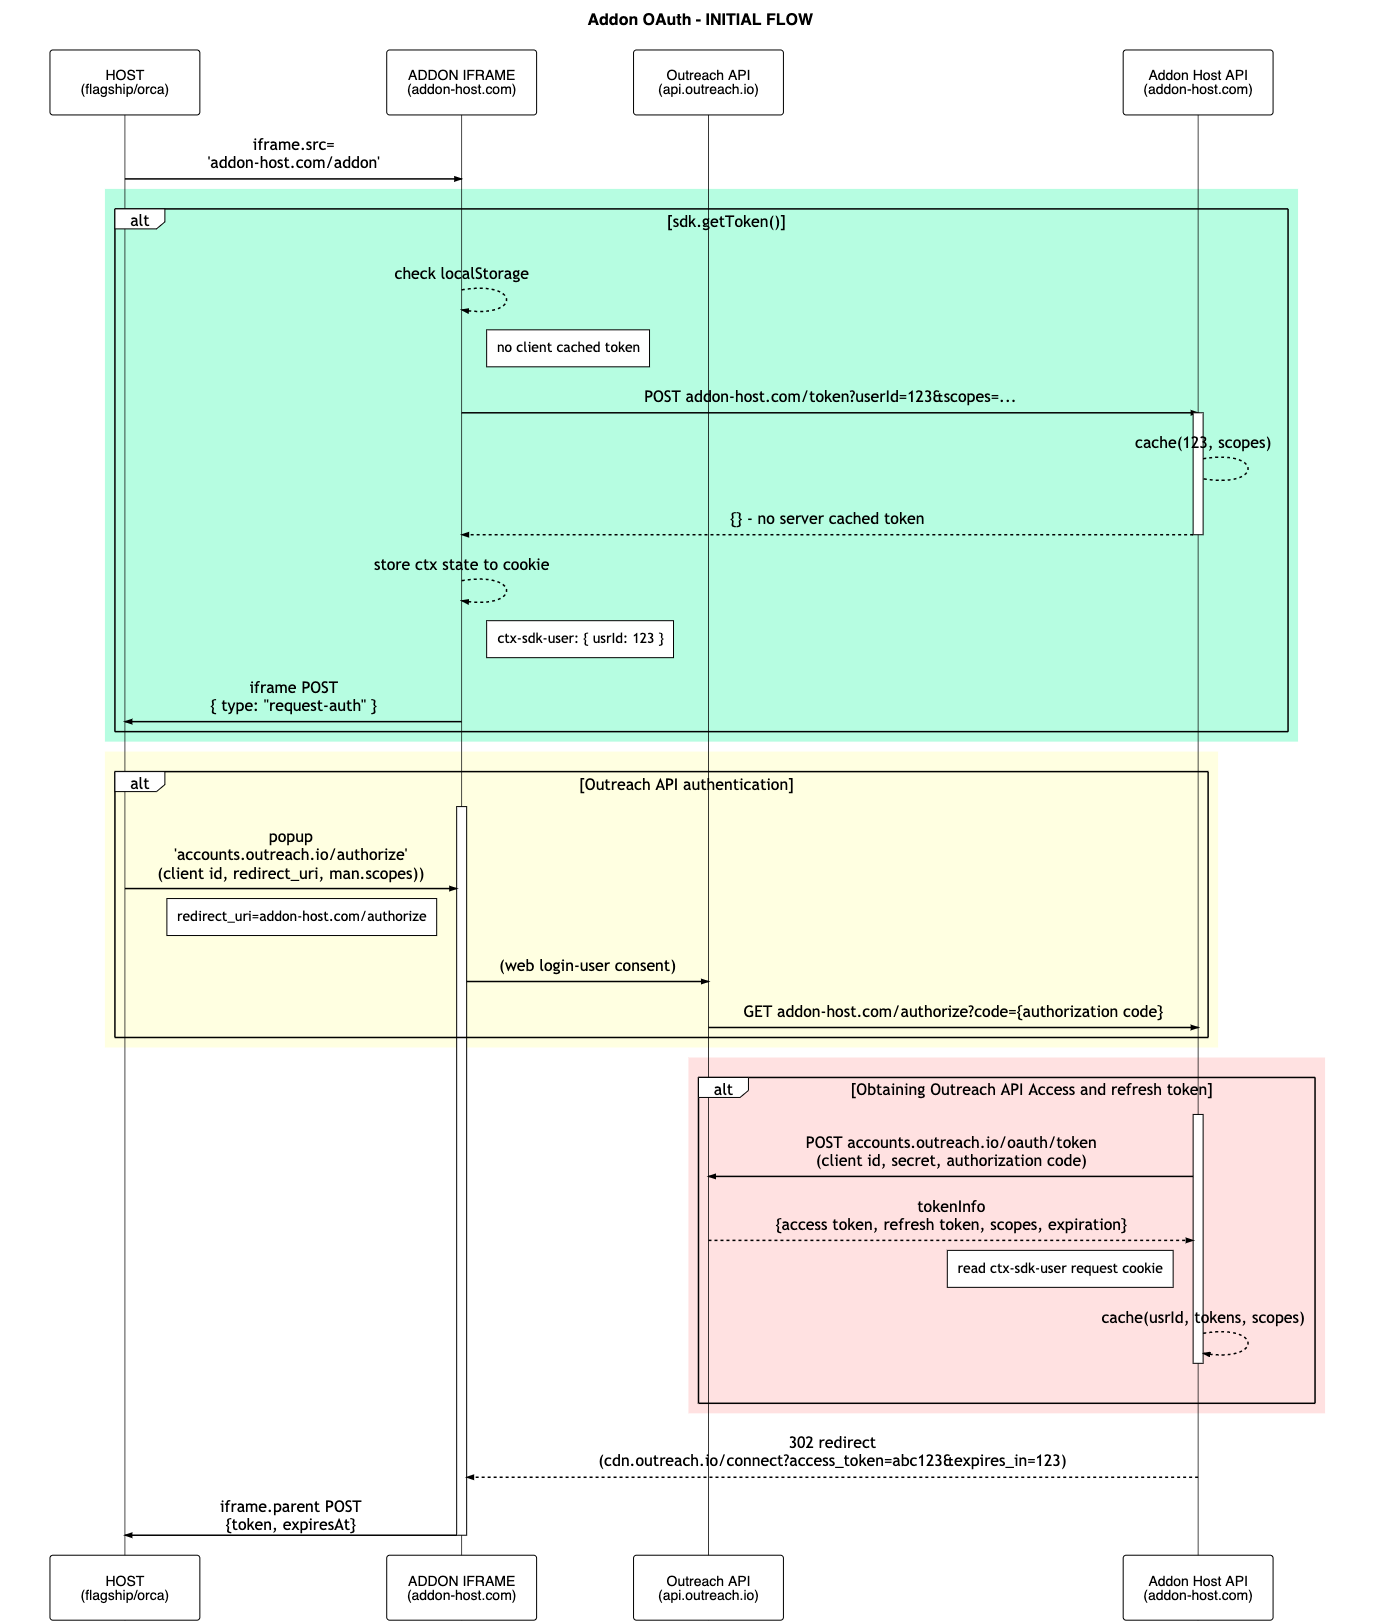 Addon OAuth - INITIAL FLOW
HOST
(flagship/orca)
ADDON IFRAME
(addon-host.com)
Outreach API
(api.outreach.io)
Addon Host API
(addon-host.com)
iframe.src=
'addon-host.com/addon'
alt
[sdk.getToken()]
check localStorage
no client cached token
POST addon-host.com/token?userId=123&scopes=...
cache(123, scopes)
{} - no server cached token
store ctx state to cookie
ctx-sdk-user: { usrId: 123 }
iframe POST
{ type: "request-auth" }
alt
[Outreach API authentication]
popup
'accounts.outreach.io/authorize'
(client id, redirect_uri, man.scopes))
redirect_uri=addon-host.com/authorize
(web login-user consent)
GET addon-host.com/authorize?code={authorization code}
alt
[Obtaining Outreach API Access and refresh token]
POST accounts.outreach.io/oauth/token
(client id, secret, authorization code)
tokenInfo
{access token, refresh token, scopes, expiration}
read ctx-sdk-user request cookie
cache(usrId, tokens, scopes)
302 redirect
(cdn.outreach.io/connect?access_token=abc123&expires_in=123)
iframe.parent POST
{token, expiresAt}
HOST
(flagship/orca)
ADDON IFRAME
(addon-host.com)
Outreach API
(api.outreach.io)
Addon Host API
(addon-host.com)